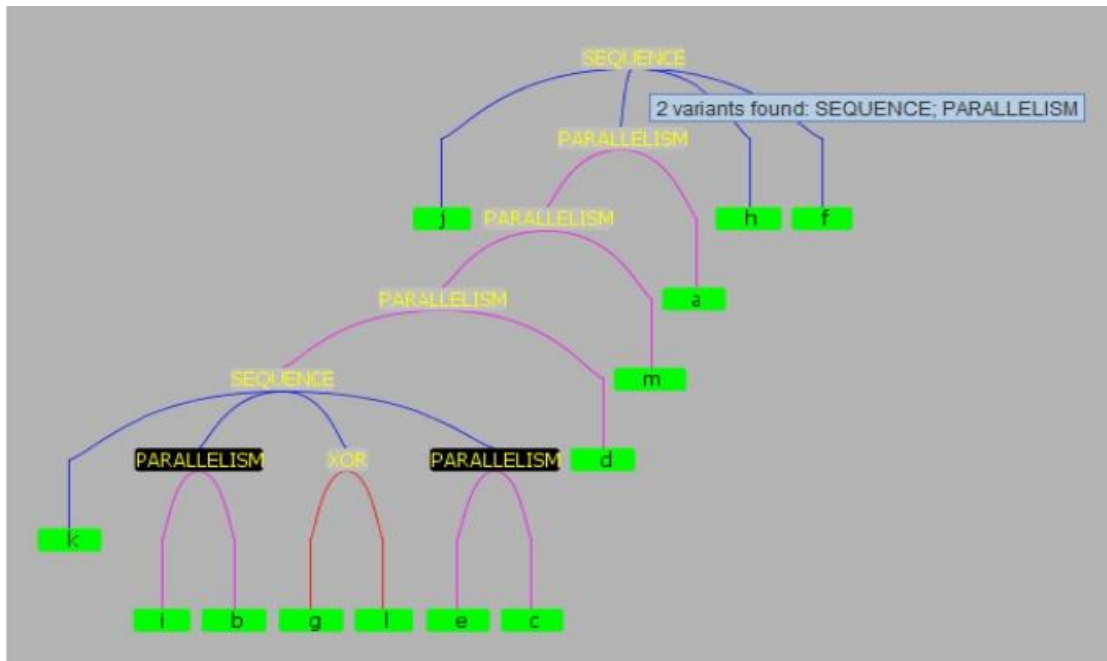 SEQUENCE
2 variants found: SEQUENCE; PARALLELISM
PARALLELISM
j PARALLELISM h f
PARALLELISM a
SEQUENCE m
PARALLELISM XOR PARALLELISM d
k
i b g l e c